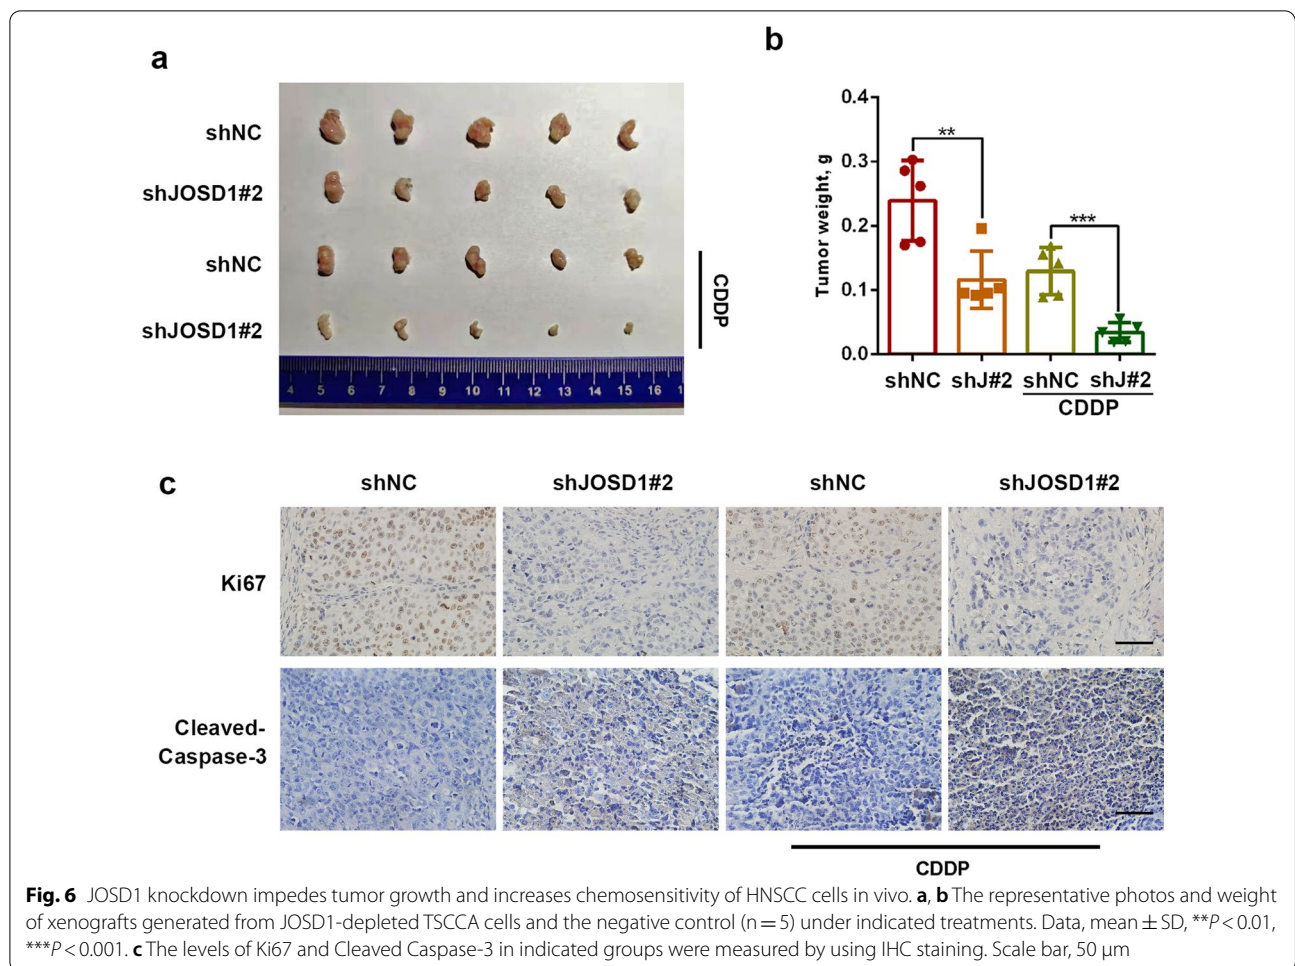 a
shNC
shJOSD1#2
shNC
shJOSD1#2
CDDP
4 5 6 7 8 9 10 11 12 13 14 15 16 1
b
Tumor weight, g
0.4
0.3
0.2
0.1
0.0
**
***
shNC shJ#2 shNC shJ#2
CDDP
c
shNC shJOSD1#2 shNC shJOSD1#2
Ki67
Cleaved-
Caspase-3
CDDP
Fig. 6 JOSD1 knockdown impedes tumor growth and increases chemosensitivity of HNSCC cells in vivo. a, b The representative photos and weight
of xenografts generated from JOSD1-depleted TSCCA cells and the negative control (n = 5) under indicated treatments. Data, mean ± SD, **P < 0.01,
***P < 0.001. c The levels of Ki67 and Cleaved Caspase-3 in indicated groups were measured by using IHC staining. Scale bar, 50 μm